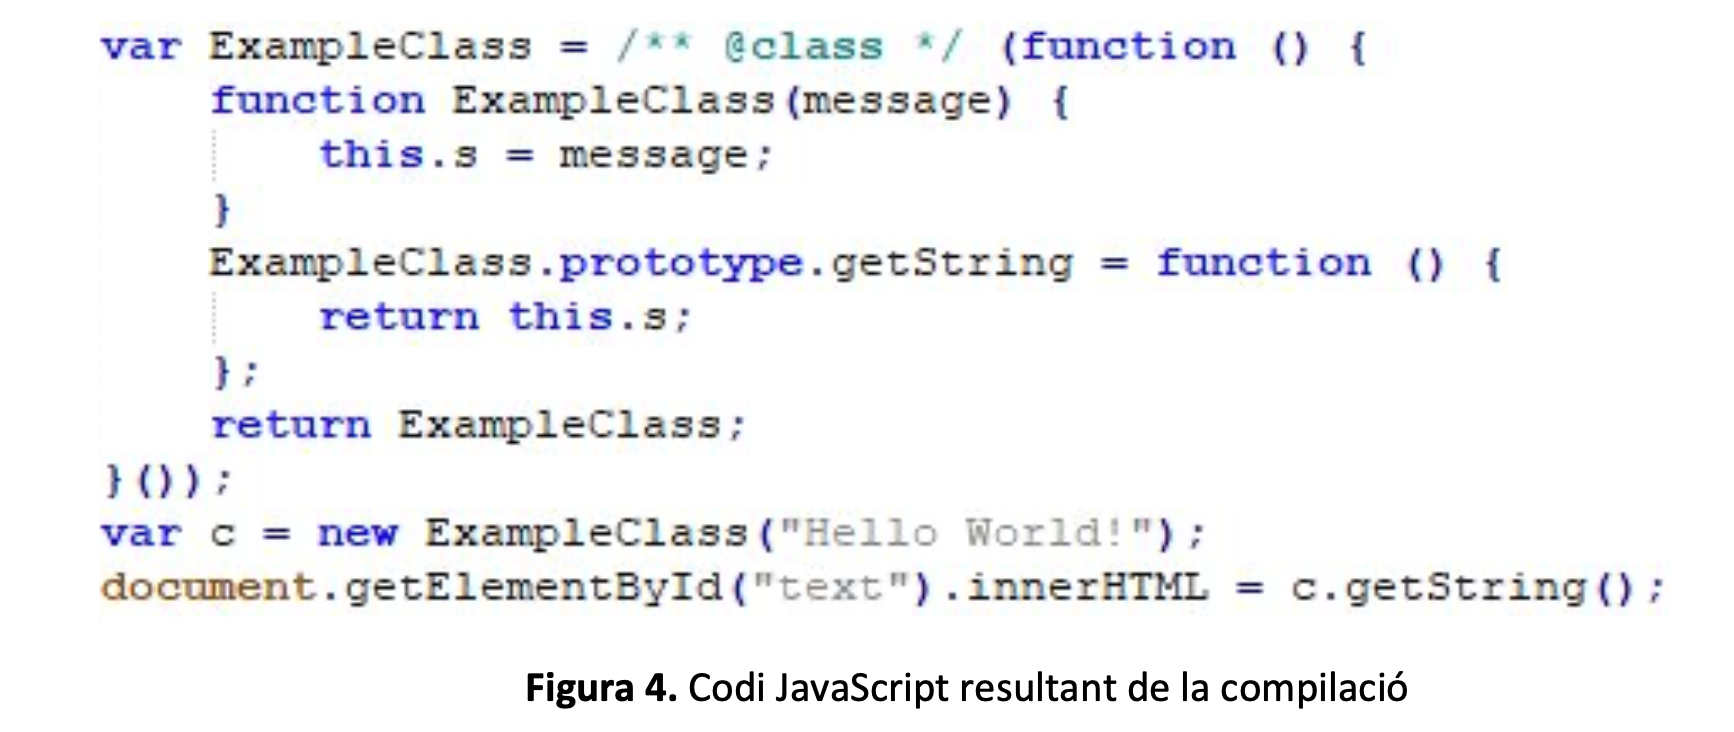 var ExampleClass = /** @class */ (function () {
    function ExampleClass(message) {
        this.s = message;
    }
    ExampleClass.prototype.getString = function () {
        return this.s;
    };
    return ExampleClass;
}());
var c = new ExampleClass("Hello World!");
document.getElementById("text").innerHTML = c.getString();
Figura 4. Codi JavaScript resultant de la compilació